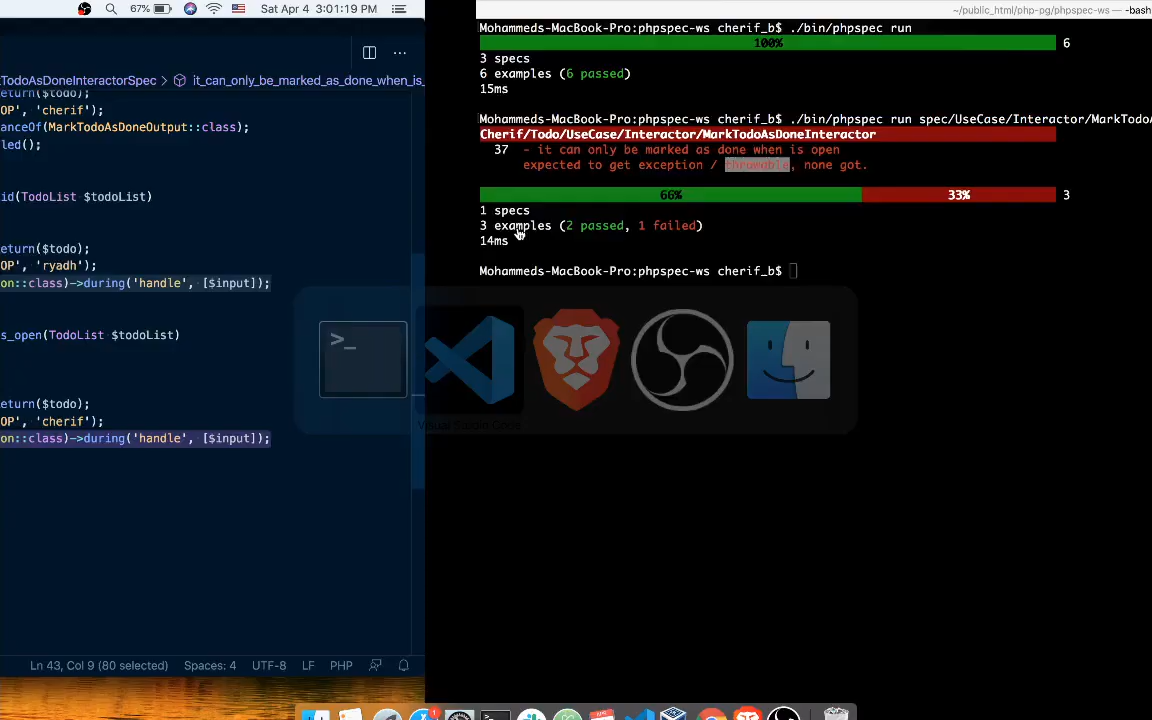 67% Sat Apr 4 3:01:19 PM
~/public_html/php-pg/phpspec-ws — -bash
kTodoAsDoneInteractorSpec > it_can_only_be_marked_as_done_when_is_
eturn($todo);
OP', 'cherif');
anceOf(MarkTodoAsDoneOutput::class);
led();
id(TodoList $todoList)
eturn($todo);
OP', 'ryadh');
on::class)->during('handle', [$input]);
s_open(TodoList $todoList)
eturn($todo);
OP', 'cherif');
on::class)->during('handle', [$input]);
Ln 43, Col 9 (80 selected) Spaces: 4 UTF-8 LF PHP
Mohammeds-MacBook-Pro:phpspec-ws cherif_b$ ./bin/phpspec run
100% 6
3 specs
6 examples (6 passed)
15ms
Mohammeds-MacBook-Pro:phpspec-ws cherif_b$ ./bin/phpspec run spec/UseCase/Interactor/MarkTodoA
Cherif/Todo/UseCase/Interactor/MarkTodoAsDoneInteractor
37 - it can only be marked as done when is open
expected to get exception / throwable, none got.
66% 33% 3
1 specs
3 examples (2 passed, 1 failed)
14ms
Mohammeds-MacBook-Pro:phpspec-ws cherif_b$
>_
Visual Studio Code
1